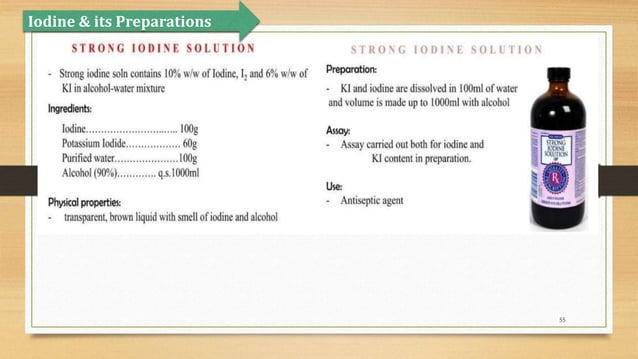 Iodine & its Preparations
STRONG IODINE SOLUTION
- Strong iodine soln contains 10% w/w of Iodine, I2 and 6% w/w of
KI in alcohol-water mixture
Ingredients:
Iodine…………………….….. 100g
Potassium Iodide……………… 60g
Purified water…………………100g
Alcohol (90%)…………. q.s.1000ml
Physical properties:
- transparent, brown liquid with smell of iodine and alcohol
STRONG IODINE SOLUTION
Preparation:
- KI and iodine are dissolved in 100ml of water
and volume is made up to 1000ml with alcohol
Assay:
- Assay carried out both for iodine and
KI content in preparation.
Use:
- Antiseptic agent
STRONG
IODINE
SOLUTION
55